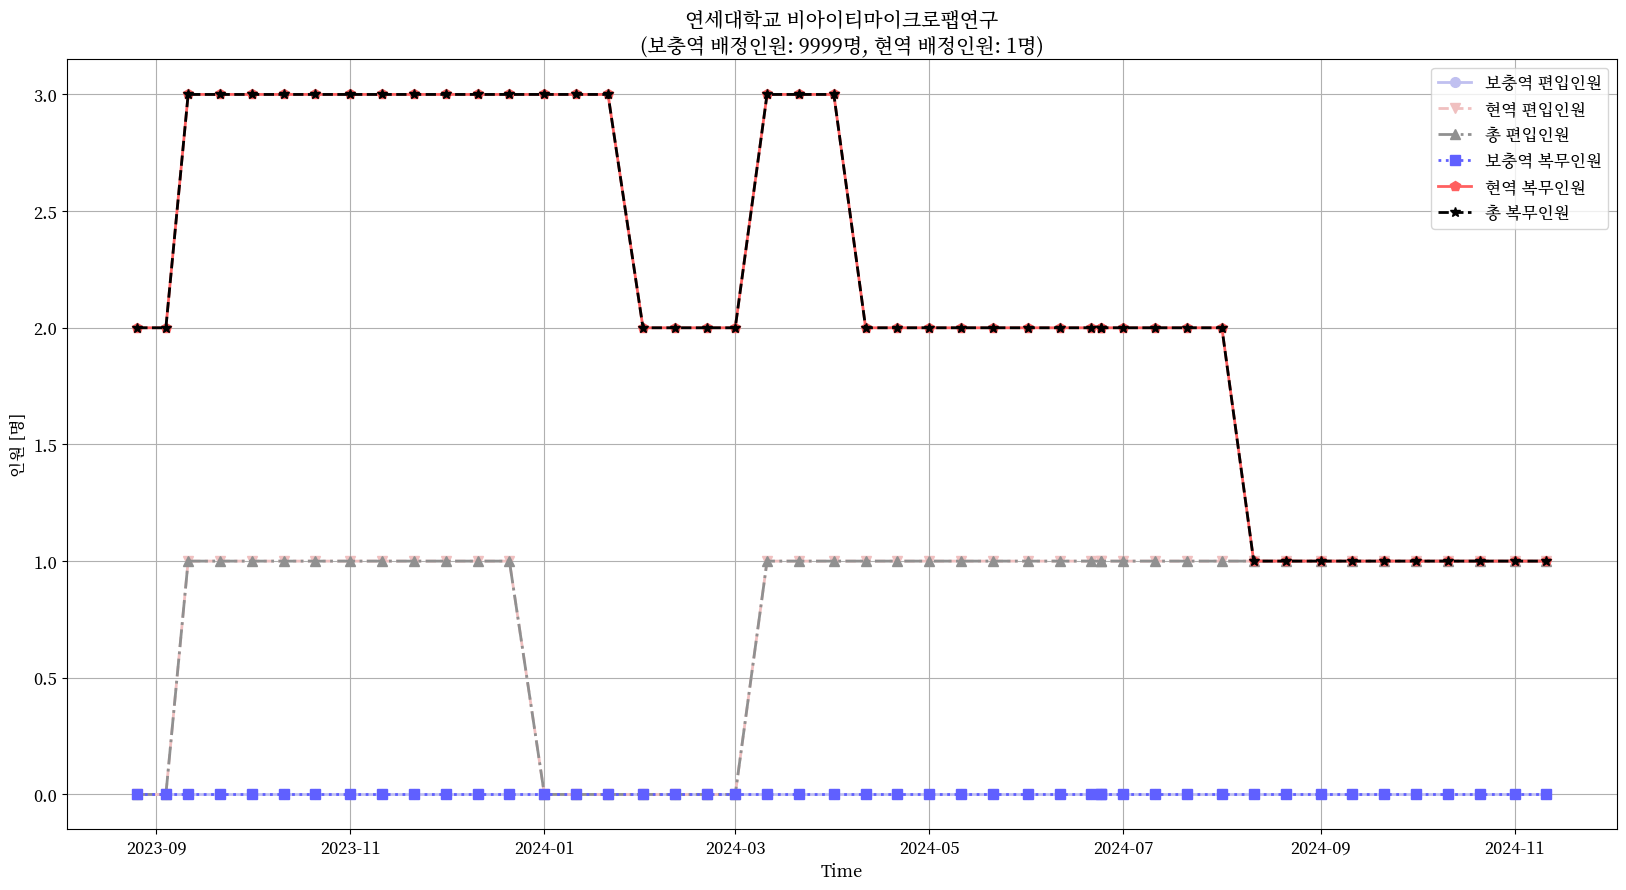 연세대학교 비아이티마이크로팹연구
(보충역 배정인원: 9999명, 현역 배정인원: 1명)
보충역 편입인원
현역 편입인원
총 편입인원
보충역 복무인원
현역 복무인원
총 복무인원
3.0
2.5
2.0
1.5
1.0
0.5
0.0
인원 [명]
2023-09
2023-11
2024-01
2024-03
2024-05
2024-07
2024-09
2024-11
Time